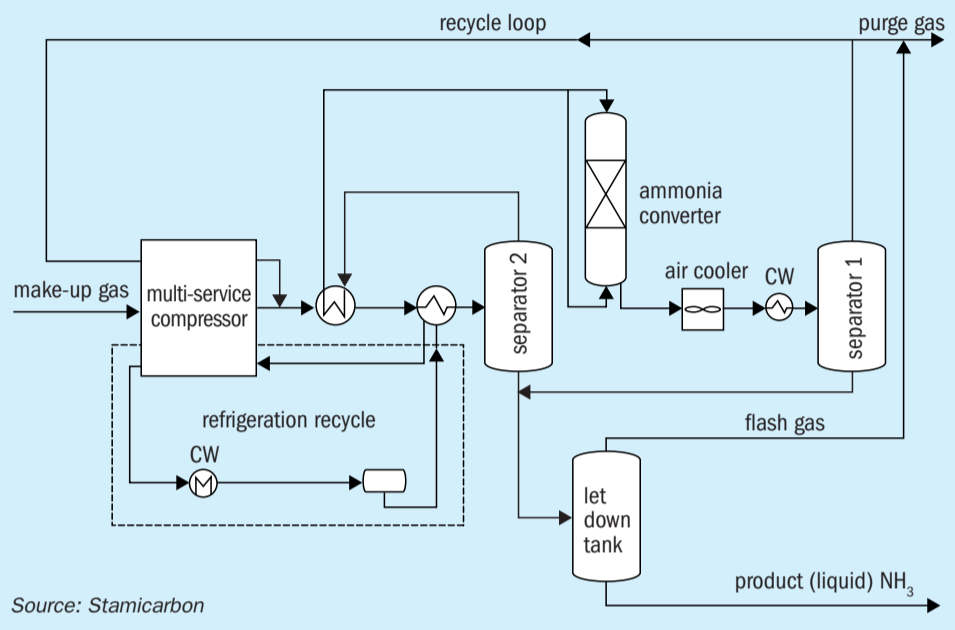 recycle loop
purge gas
ammonia
converter
separator 2
air cooler
CW
separator 1
make-up gas
multi-service
compressor
refrigeration recycle
CW
flash gas
let
down
tank
product (liquid) NH₃
Source: Stamicarbon